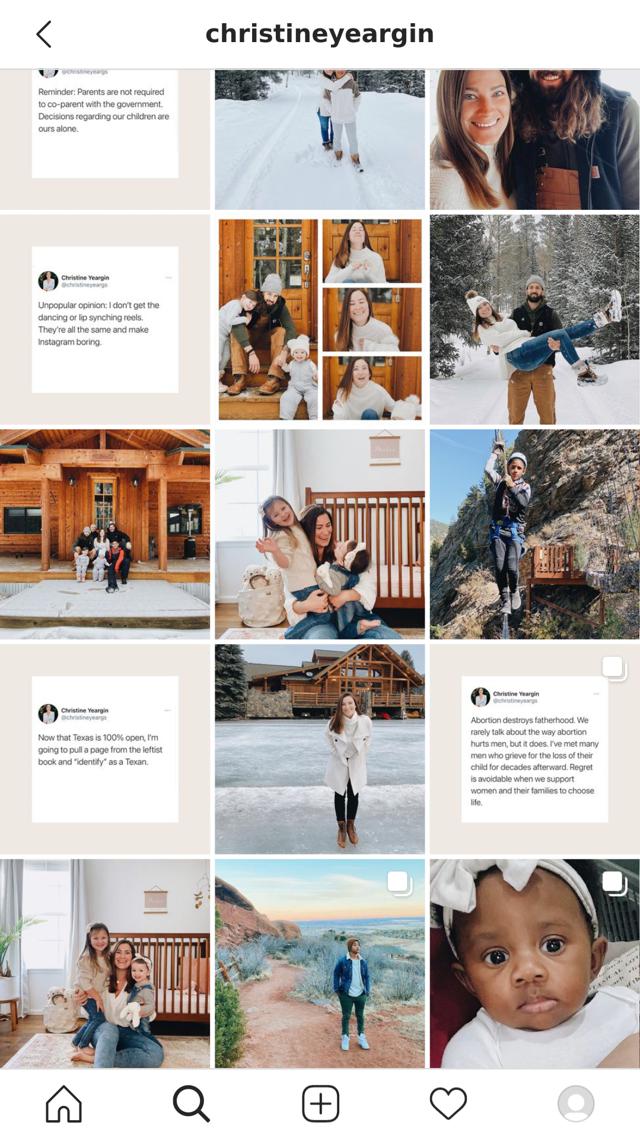 christineyeargin
@christineyeargs
Reminder: Parents are not required
to co-parent with the government.
Decisions regarding our children are
ours alone.
Christine Yeargin
@christineyeargs
Unpopular opinion: I don't get the
dancing or lip synching reels.
They're all the same and make
Instagram boring.
Christine Yeargin
@christineyeargs
Now that Texas is 100% open, I'm
going to pull a page from the leftist
book and "identify" as a Texan.
Christine Yeargin
@christineyeargs
Abortion destroys fatherhood. We
rarely talk about the way abortion
hurts men, but it does. I've met many
men who grieve for the loss of their
child for decades afterward. Regret
is avoidable when we support
women and their families to choose
life.